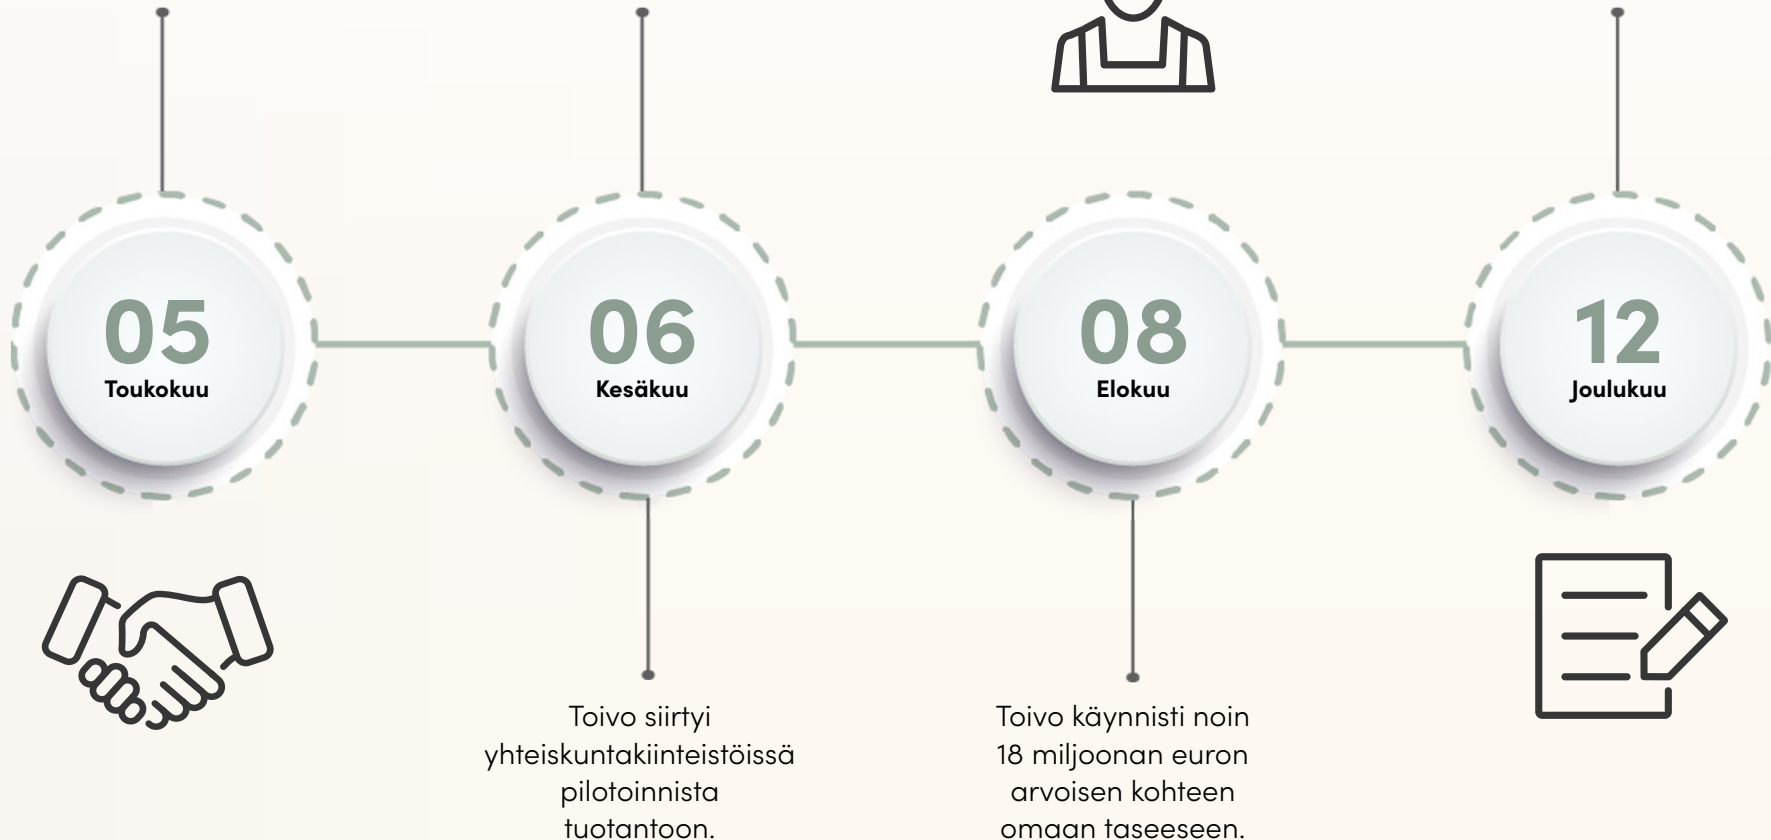 05
Toukokuu
06
Kesäkuu
08
Elokuu
12
Joulukuu
Toivo siirtyi
yhteiskuntakiinteistöissä
pilotoinnista
tuotantoon.
Toivo käynnisti noin
18 miljoonan euron
arvoisen kohteen
omaan taseeseen.